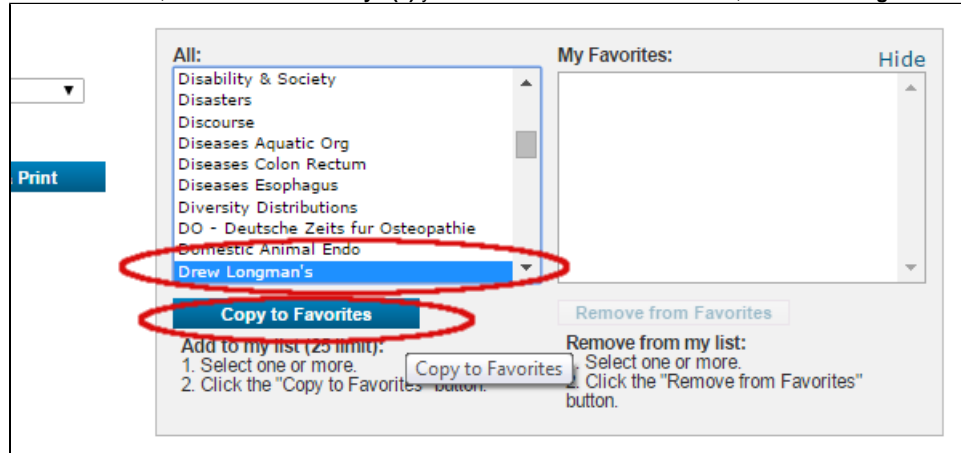 All:
My Favorites:
Hide
Disability & Society
Disasters
Discourse
Diseases Aquatic Org
Diseases Colon Rectum
Print
Diseases Esophagus
Diversity Distributions
DO - Deutsche Zeits fur Osteopathie
Domestic Animal Endo
Drew Longman's
Copy to Favorites
Remove from Favorites
Add to my list (25 limit):
1. Select one or more.
2. Click the "Copy to Favorites" button.
Copy to Favorites
Remove from my list:
. Select one or more.
2. Click the "Remove from Favorites"
button.